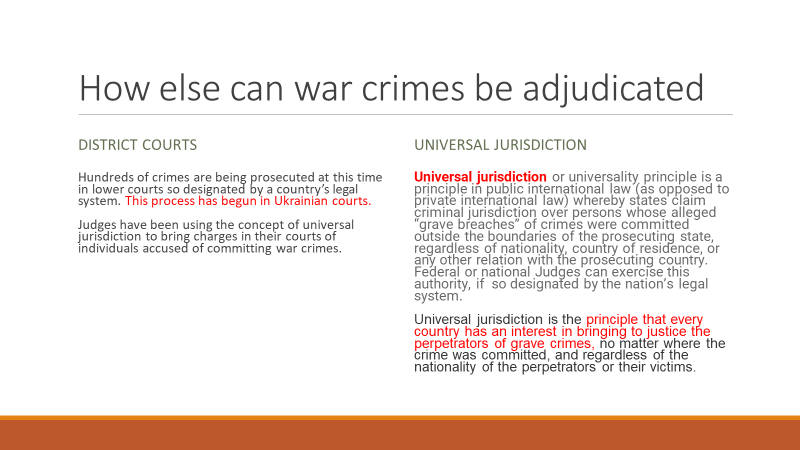 How else can war crimes be adjudicated
DISTRICT COURTS
Hundreds of crimes are being prosecuted at this time
in lower courts so designated by a country's legal
system. This process has begun in Ukrainian courts.
Judges have been using the concept of universal
jurisdiction to bring charges in their courts of
individuals accused of committing war crimes.
UNIVERSAL JURISDICTION
Universal jurisdiction or universality principle is a
principle in public international law (as opposed to
private international law) whereby states claim
criminal jurisdiction over persons whose alleged
“grave breaches” of crimes were committed
outside the boundaries of the prosecuting state,
regardless of nationality, country of residence, or
any other relation with the prosecuting country.
Federal or national Judges can exercise this
authority, if so designated by the nation's legal
system.
Universal jurisdiction is the principle that every
country has an interest in bringing to justice the
perpetrators of grave crimes, no matter where the
crime was committed, and regardless of the
nationality of the perpetrators or their victims.